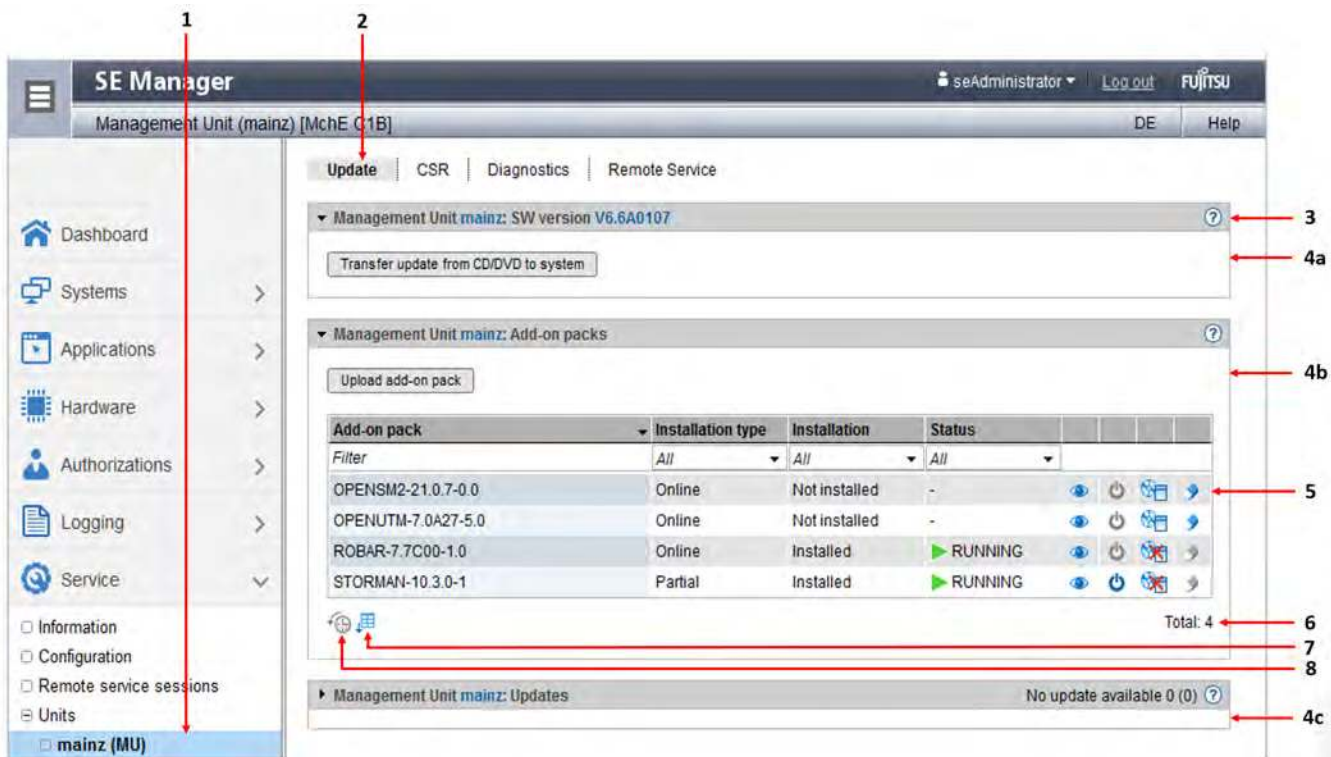 1 2
SE Manager seAdministrator Log out FUJITSU
Management Unit (mainz) [MchE C1B] DE Help
Update CSR Diagnostics Remote Service
Management Unit mainz: SW version V6.6A0107 3
Transfer update from CD/DVD to system 4a
Dashboard
Systems
Applications
Hardware
Authorizations
Logging
Service
Information
Configuration
Remote service sessions
Units
mainz (MU)
Management Unit mainz: Add-on packs
Upload add-on pack 4b
Add-on pack Installation type Installation Status
Filter All All All
OPENSM2-21.0.7-0.0 Online Not installed - 5
OPENUTM-7.0A27-5.0 Online Not installed -
ROBAR-7.7C00-1.0 Online Installed RUNNING
STORMAN-10.3.0-1 Partial Installed RUNNING
Total: 4 6
7
8
Management Unit mainz: Updates No update available 0 (0)
4c